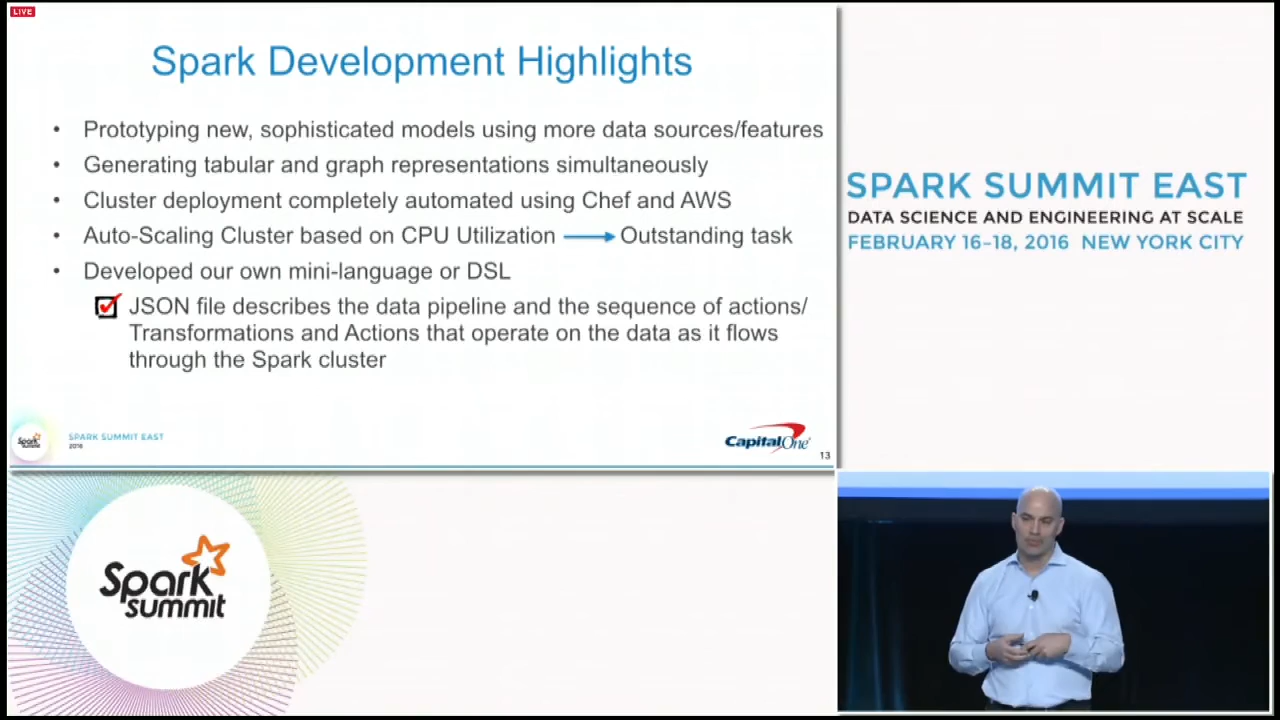 LIVE
Spark Development Highlights
• Prototyping new, sophisticated models using more data sources/features
• Generating tabular and graph representations simultaneously
• Cluster deployment completely automated using Chef and AWS
• Auto-Scaling Cluster based on CPU Utilization → Outstanding task
• Developed our own mini-language or DSL
JSON file describes the data pipeline and the sequence of actions/
Transformations and Actions that operate on the data as it flows
through the Spark cluster
Spark Summit
SPARK SUMMIT EAST
2016
CapitalOne
13
SPARK SUMMIT EAST
DATA SCIENCE AND ENGINEERING AT SCALE
FEBRUARY 16–18, 2016 NEW YORK CITY
Spark
Summit